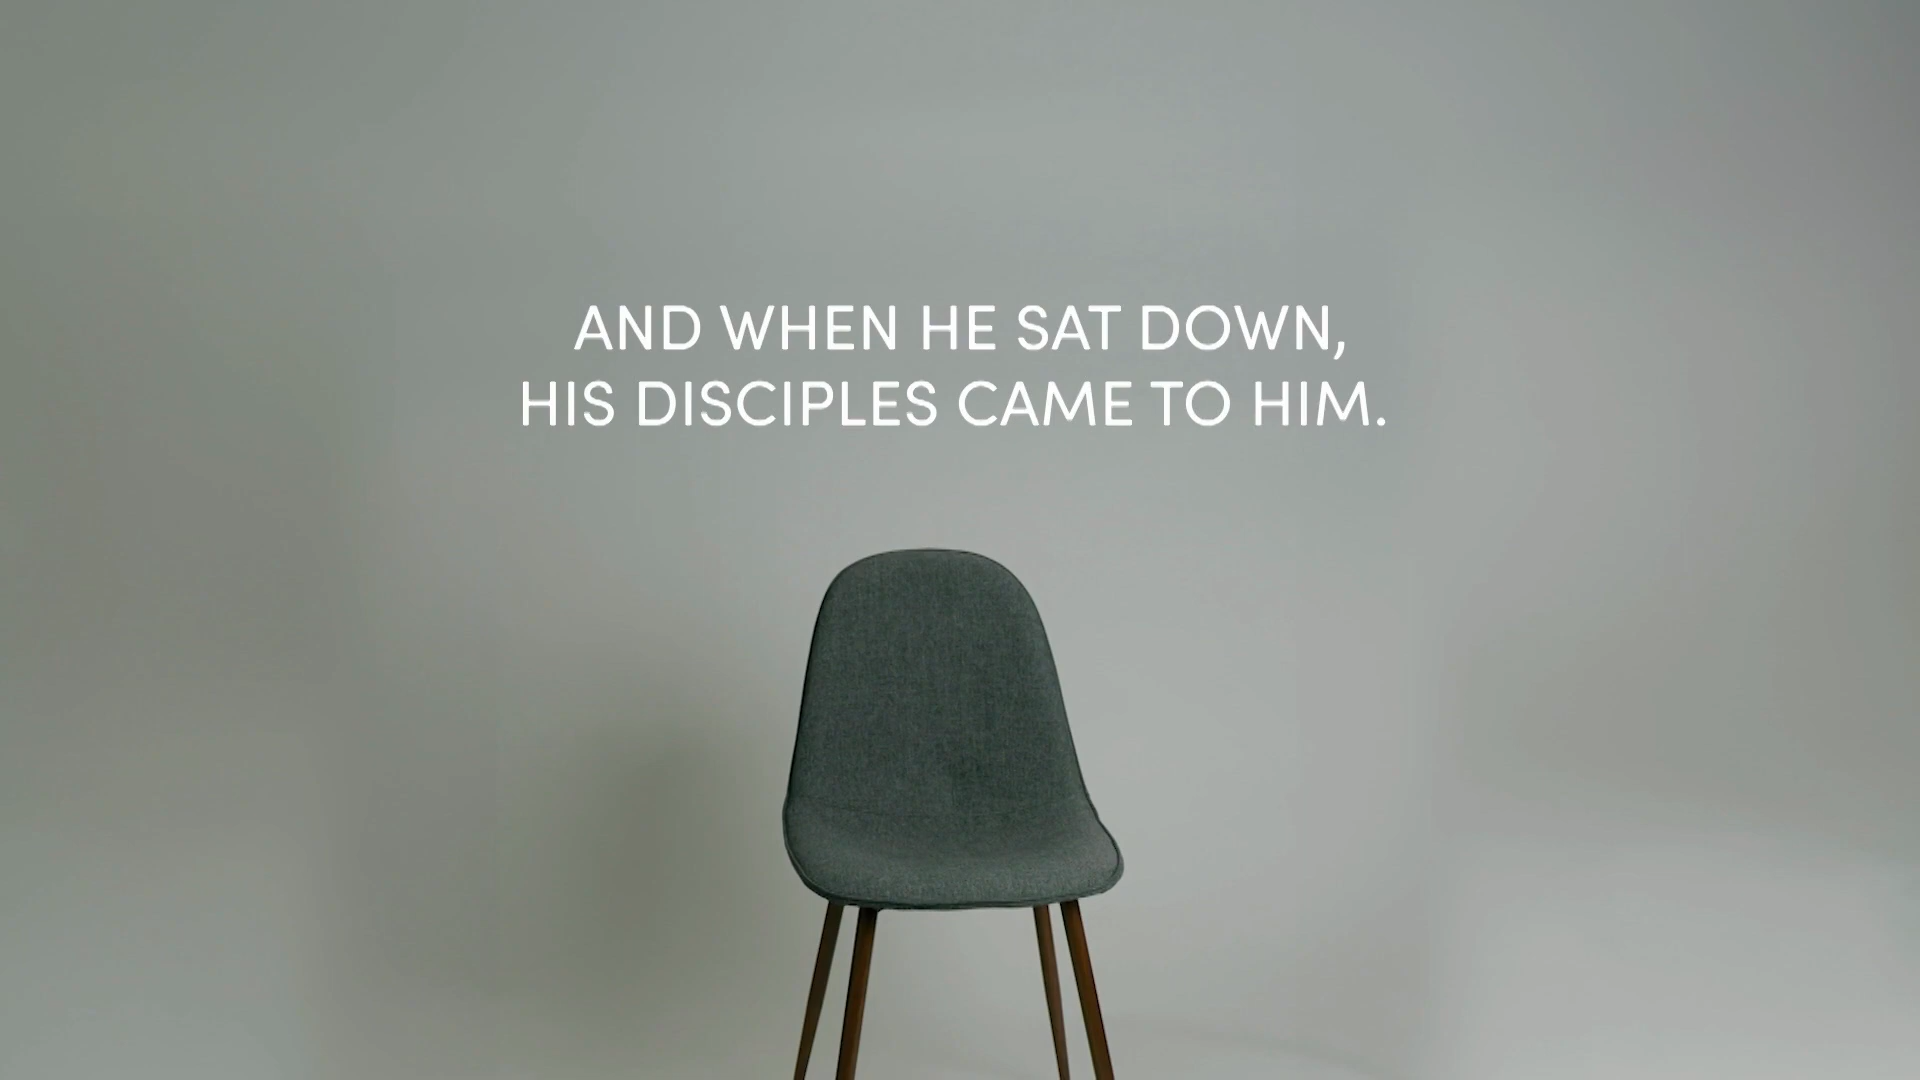 AND WHEN HE SAT DOWN,
HIS DISCIPLES CAME TO HIM.